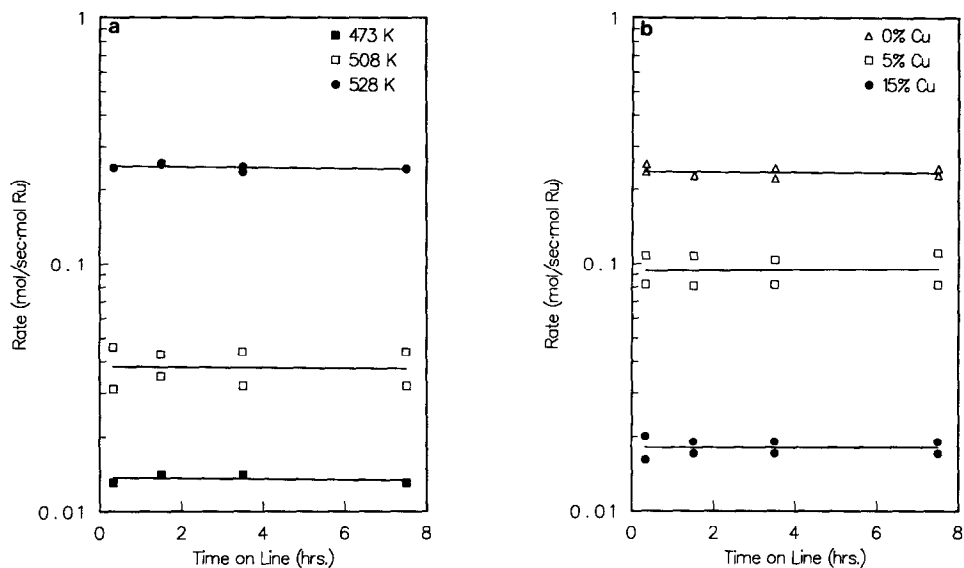 a
■ 473 K
□ 508 K
● 528 K
1
0.1
0.01
Rate (mol/sec·mol Ru)
0 2 4 6 8
Time on Line (hrs.)
b
△ 0% Cu
□ 5% Cu
● 15% Cu
1
0.1
0.01
Rate (mol/sec·mol Ru)
0 2 4 6 8
Time on Line (hrs.)